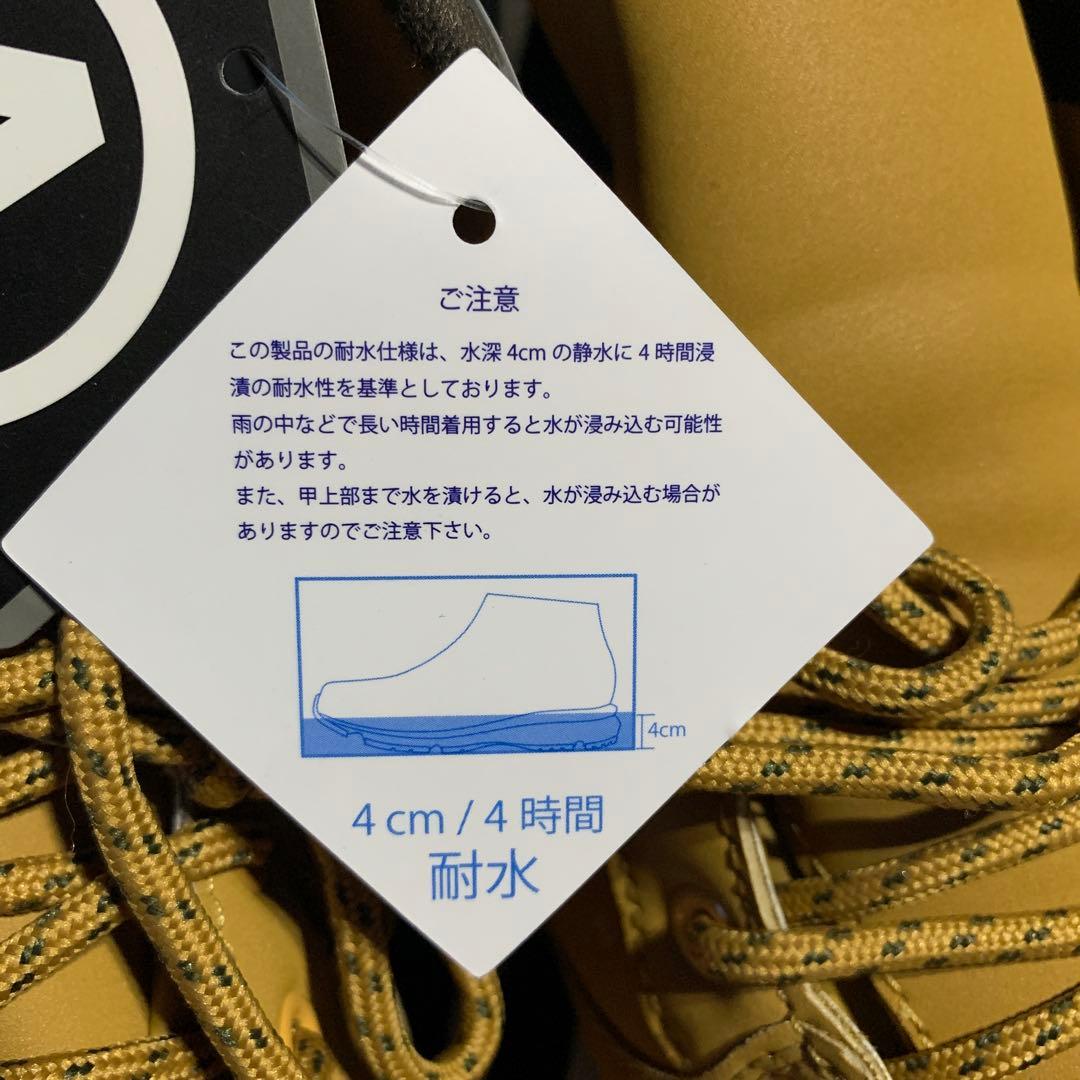 ご注意
この製品の耐水仕様は、水深4cmの静水に4時間浸
漬の耐水性を基準としております。
雨の中などで長い時間着用すると水が浸み込む可能性
があります。
また、甲上部まで水を漬けると、水が浸み込む場合が
ありますのでご注意下さい。
4cm
4 cm / 4 時間
耐水